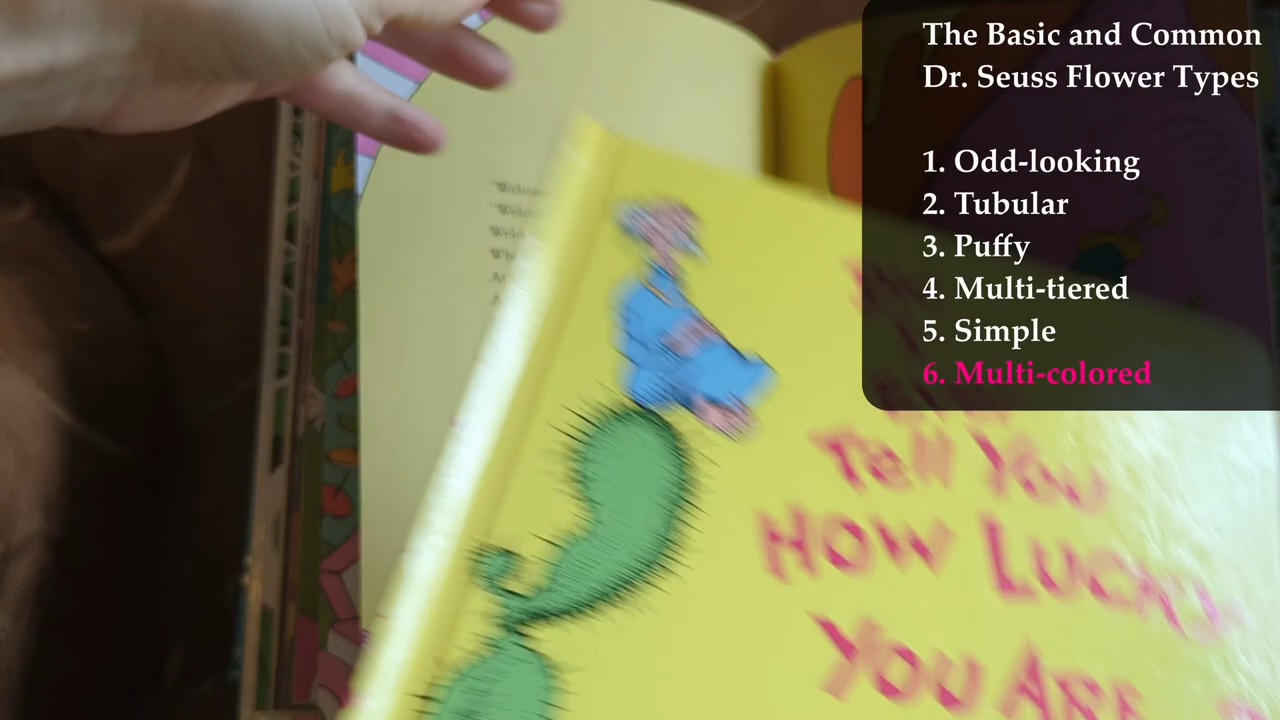 The Basic and Common
Dr. Seuss Flower Types
1. Odd-looking
2. Tubular
3. Puffy
4. Multi-tiered
5. Simple
6. Multi-colored
Tell You
How Lucky
You Are